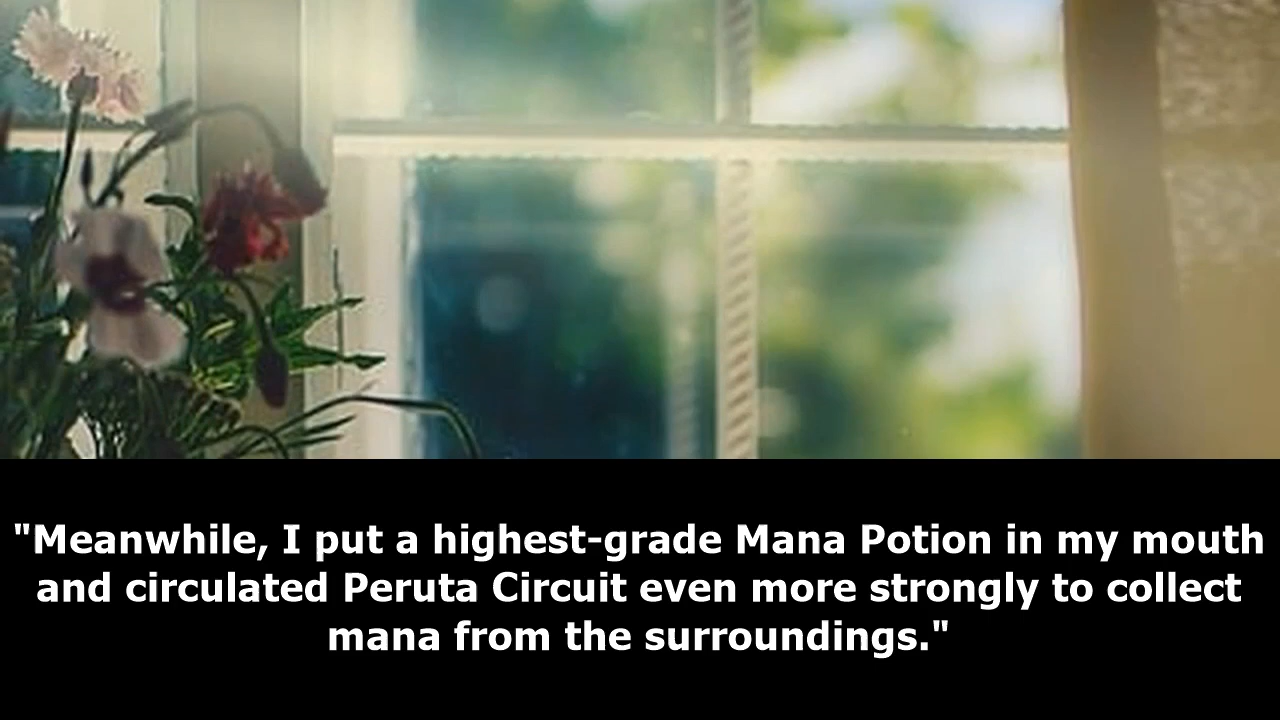 "Meanwhile, I put a highest-grade Mana Potion in my mouth
and circulated Peruta Circuit even more strongly to collect
mana from the surroundings."